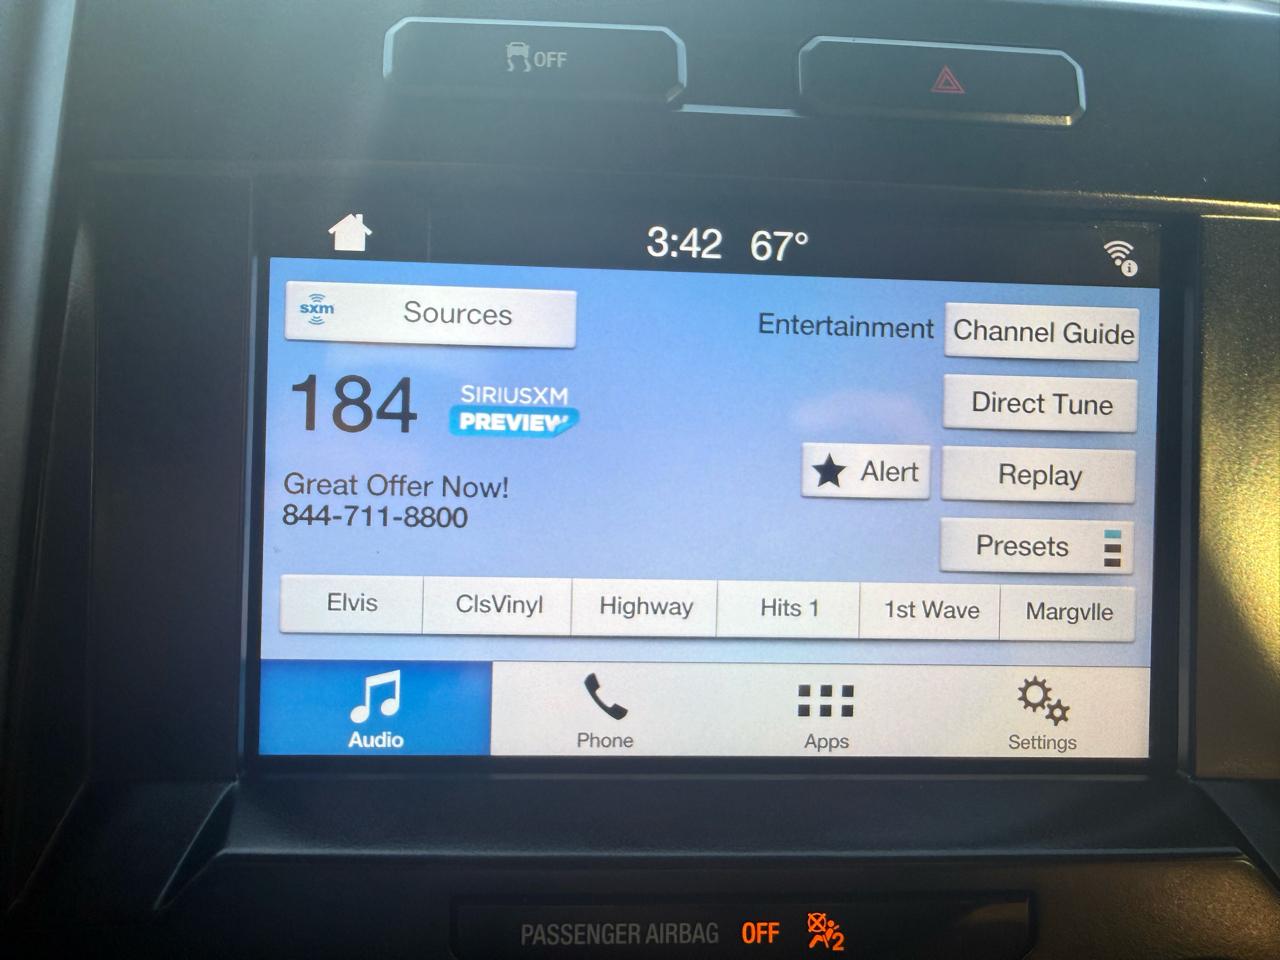 OFF
3:42 67°
sxm Sources
Entertainment
Channel Guide
184
SIRIUSXM
PREVIEW
Direct Tune
Alert
Replay
Great Offer Now!
844-711-8800
Presets
Elvis ClsVinyl Highway Hits 1 1st Wave Margvlle
Audio Phone Apps Settings
PASSENGER AIRBAG OFF 2